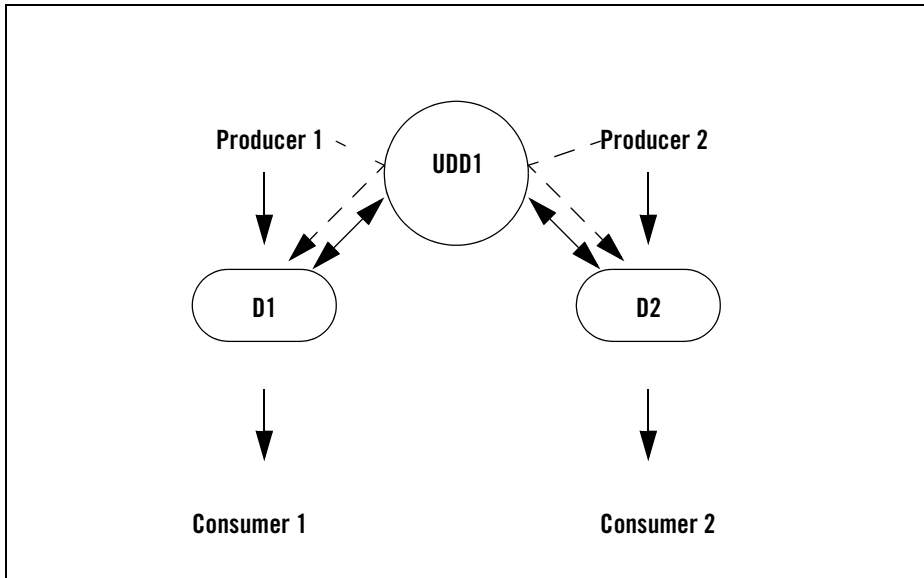 Producer 1
UDD1
Producer 2
D1
D2
Consumer 1
Consumer 2